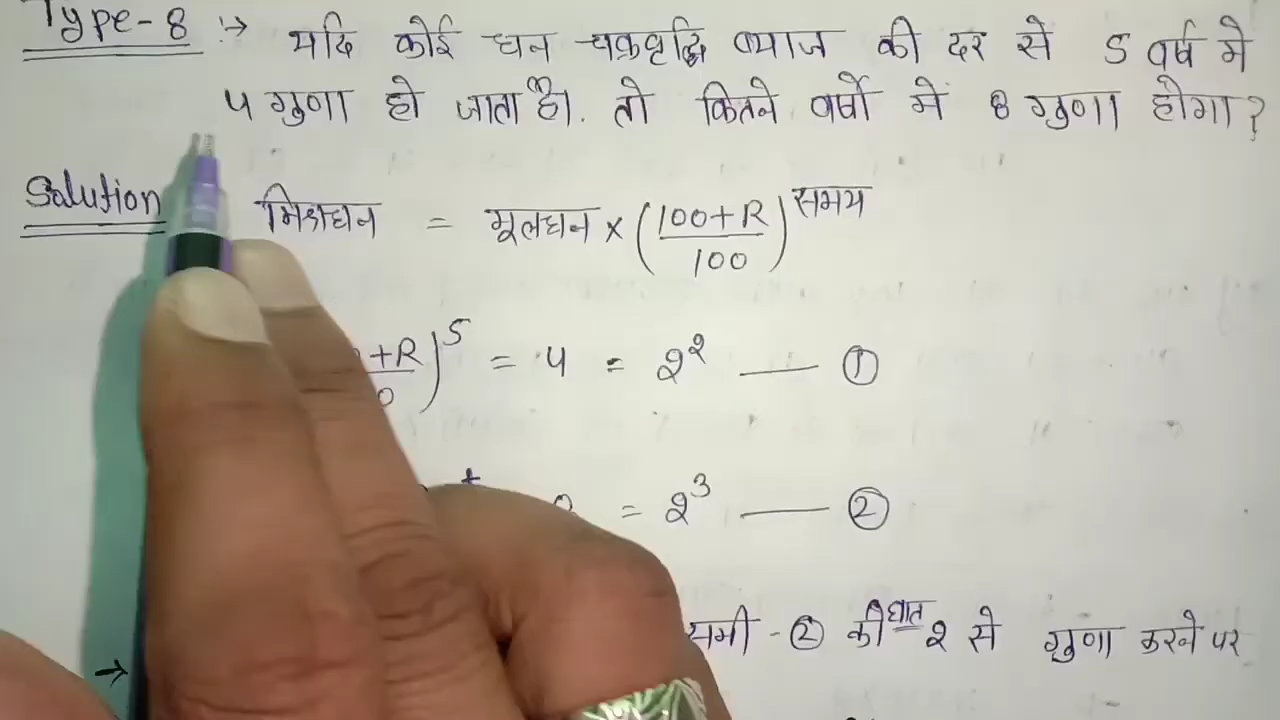 Type-8 :→ यदि कोई धन चक्रवृद्धि ब्याज की दर से 5 वर्ष मे
4 गुणा हो जाता है। तो कितने वर्षो मे 8 गुणा होगा?
Solution मिश्रधन = मूलधन × (100+R/100)^समय
+R)^5 = 4 = 2^2 — ①
t = 2^3 — ②
समी - ② की घात 2 से गुणा करने पर
→